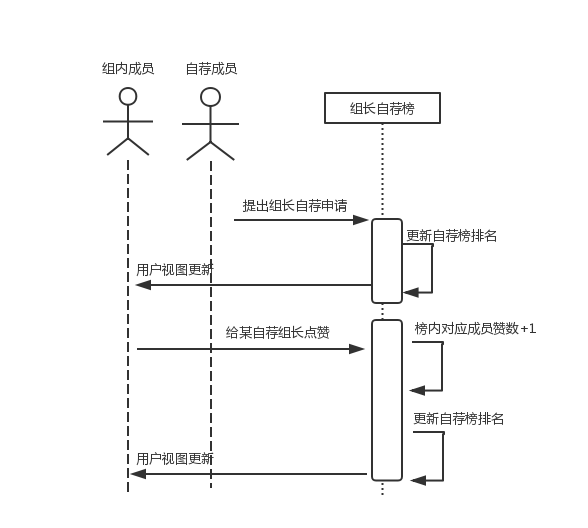 组内成员
自荐成员
组长自荐榜
提出组长自荐申请
更新自荐榜排名
用户视图更新
榜内对应成员赞数+1
给某自荐组长点赞
更新自荐榜排名
用户视图更新